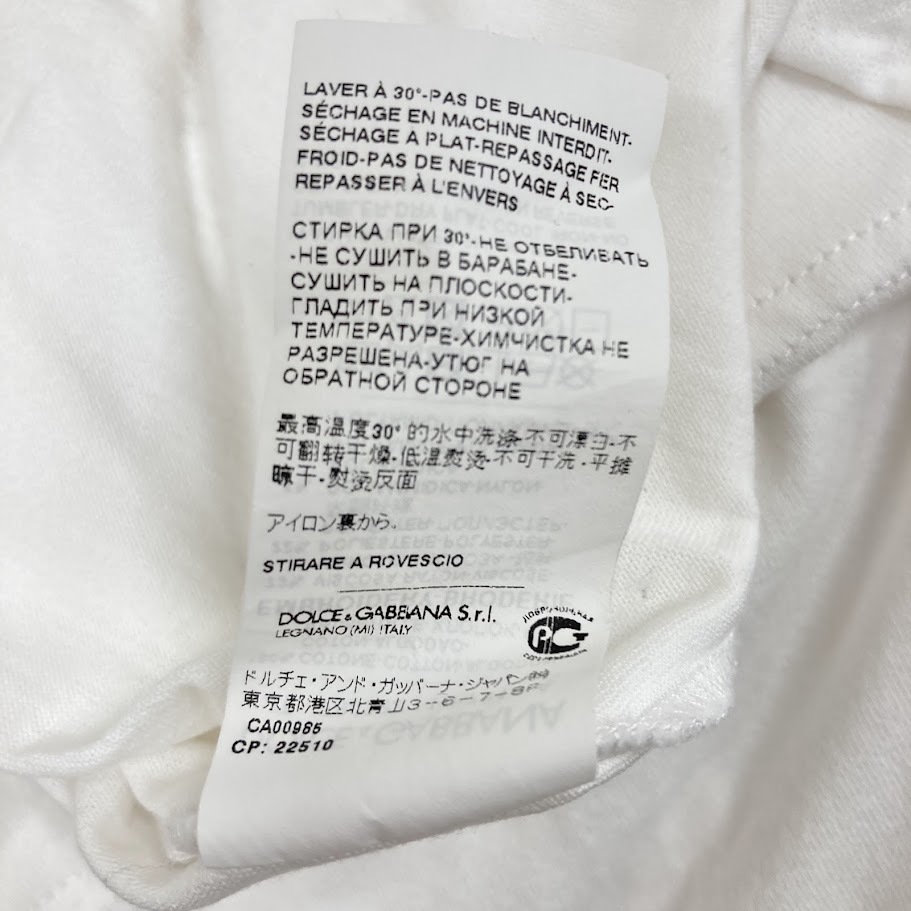 LAVER À 30°-PAS DE BLANCHIMENT-
SÉCHAGE EN MACHINE INTERDIT-
SÉCHAGE A PLAT-REPASSAGE FER
FROID-PAS DE NETTOYAGE À SEC-
REPASSER À L'ENVERS
СТИРКА ПРИ 30°-НЕ ОТБЕЛИВАТЬ
-НЕ СУШИТЬ В БАРАБАНЕ-
СУШИТЬ НА ПЛОСКОСТИ-
ГЛАДИТЬ ПРИ НИЗКОЙ
ТЕМПЕРАТУРЕ-ХИМЧИСТКА НЕ
РАЗРЕШЕНА-УТЮГ НА
ОБРАТНОЙ СТОРОНЕ
最高温度30°的水中洗涤-不可漂白-不
可翻转干燥-低温熨烫-不可干洗-平摊
晾干-熨烫反面
アイロン裏から。
STIRARE A ROVESCIO
DOLCE & GABBANA S.r.l.
LEGNANO (MI) ITALY
ドルチェ・アンド・ガッバーナ・ジャパン㈱
東京都港区北青山3-6-7-8F
CA00985
CP: 22510